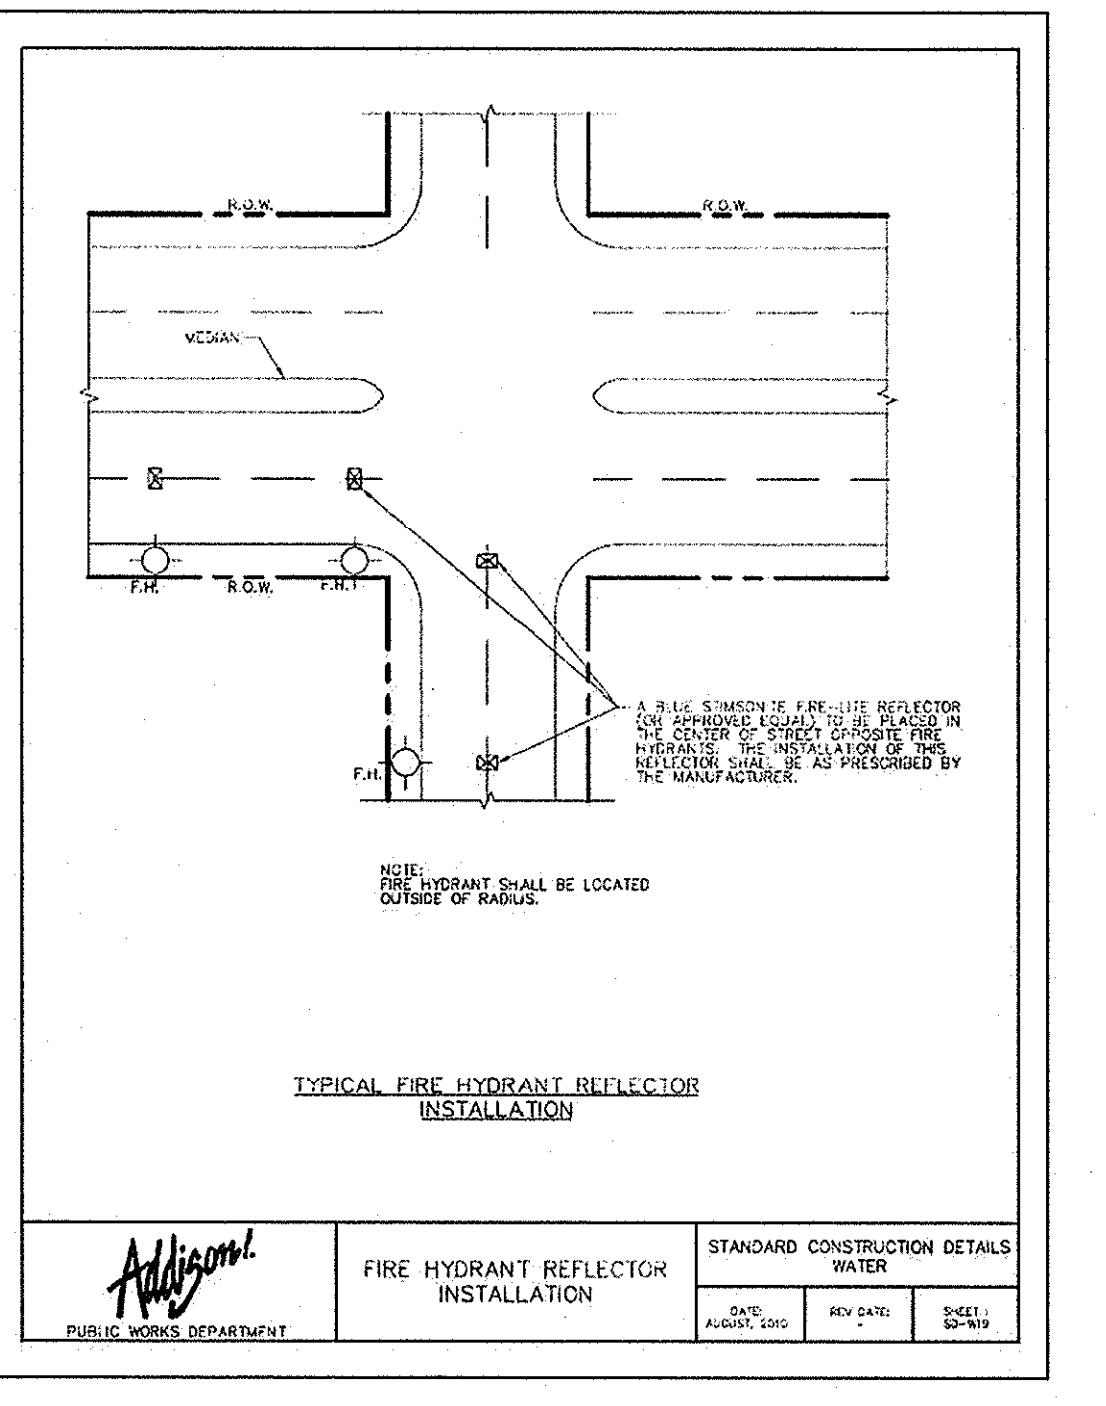 R.O.W.
R.O.W.
MEDIAN
F.H.
R.O.W.
F.H.
A BLUE STIMSONITE FIRE-LITE REFLECTOR
(OR APPROVED EQUAL) TO BE PLACED IN
THE CENTER OF STREET OPPOSITE FIRE
HYDRANTS. THE INSTALLATION OF THIS
REFLECTOR SHALL BE AS PRESCRIBED BY
THE MANUFACTURER.
F.H.
NOTE:
FIRE HYDRANT SHALL BE LOCATED
OUTSIDE OF RADIUS.
TYPICAL FIRE HYDRANT REFLECTOR
INSTALLATION
Addison!
PUBLIC WORKS DEPARTMENT
FIRE HYDRANT REFLECTOR
INSTALLATION
STANDARD CONSTRUCTION DETAILS
WATER
DATE:
AUGUST, 2010
REV DATE:
-
SHEET:
SD-W19